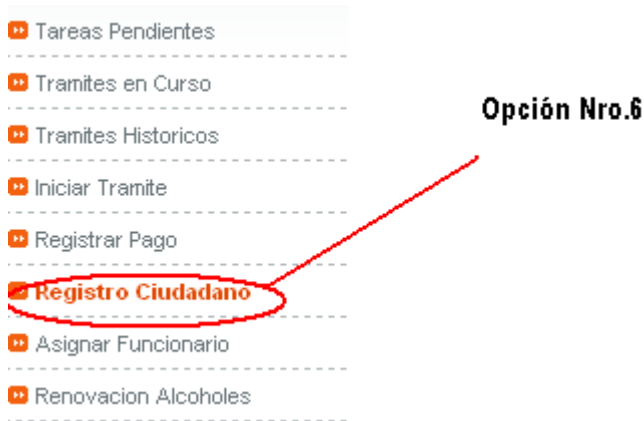 Tareas Pendientes
Tramites en Curso
Opción Nro.6
Tramites Historicos
Iniciar Tramite
Registrar Pago
Registro Ciudadano
Asignar Funcionario
Renovacion Alcoholes